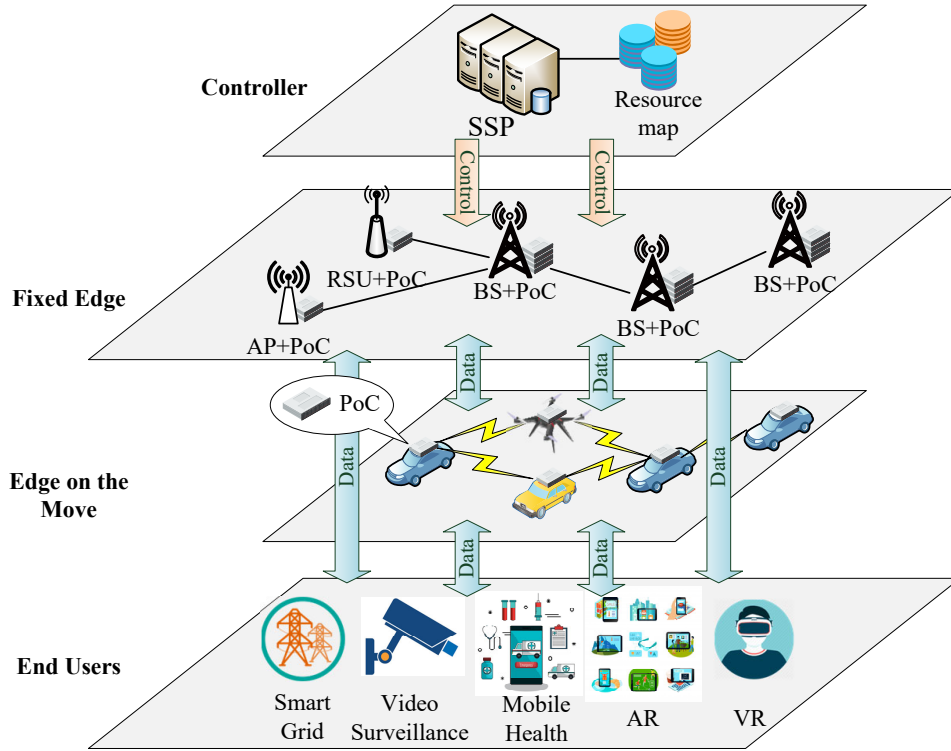 Controller
SSP
Resource
map
Control
Control
Fixed Edge
RSU+PoC
BS+PoC
BS+PoC
BS+PoC
AP+PoC
Data
Data
Data
Data
PoC
Edge on the
Move
Data
Data
End Users
Smart
Grid
Video
Surveillance
Mobile
Health
AR
VR